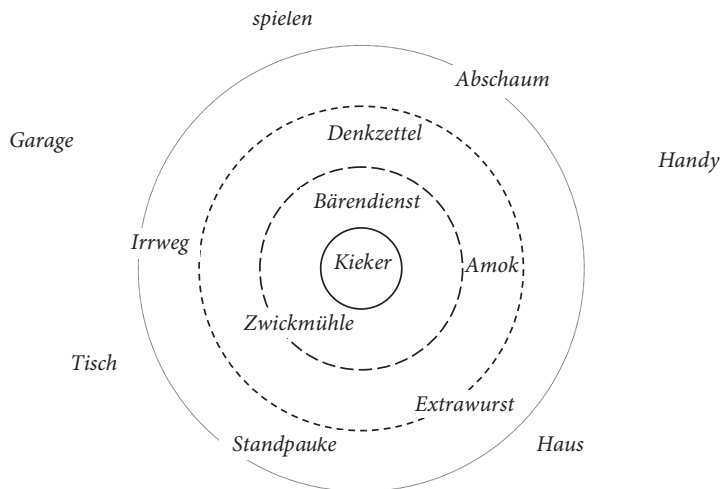 spielen
Abschaum
Garage
Denkzettel
Handy
Bärendienst
Irrweg
Kieker
Amok
Zwickmühle
Tisch
Extrawurst
Standpauke
Haus